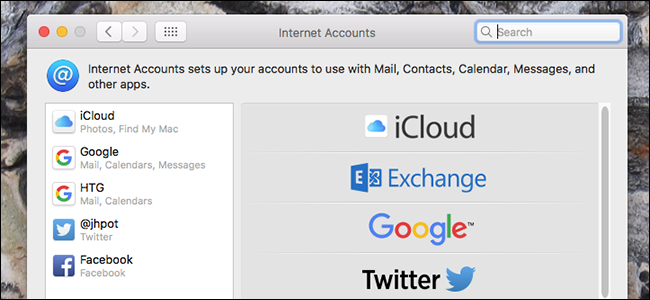 Internet Accounts
Search
Internet Accounts sets up your accounts to use with Mail, Contacts, Calendar, Messages, and
other apps.
iCloud
Photos, Find My Mac
Google
Mail, Calendars, Messages
HTG
Mail, Calendars
@jhpot
Twitter
Facebook
Facebook
iCloud
Exchange
Google™
Twitter